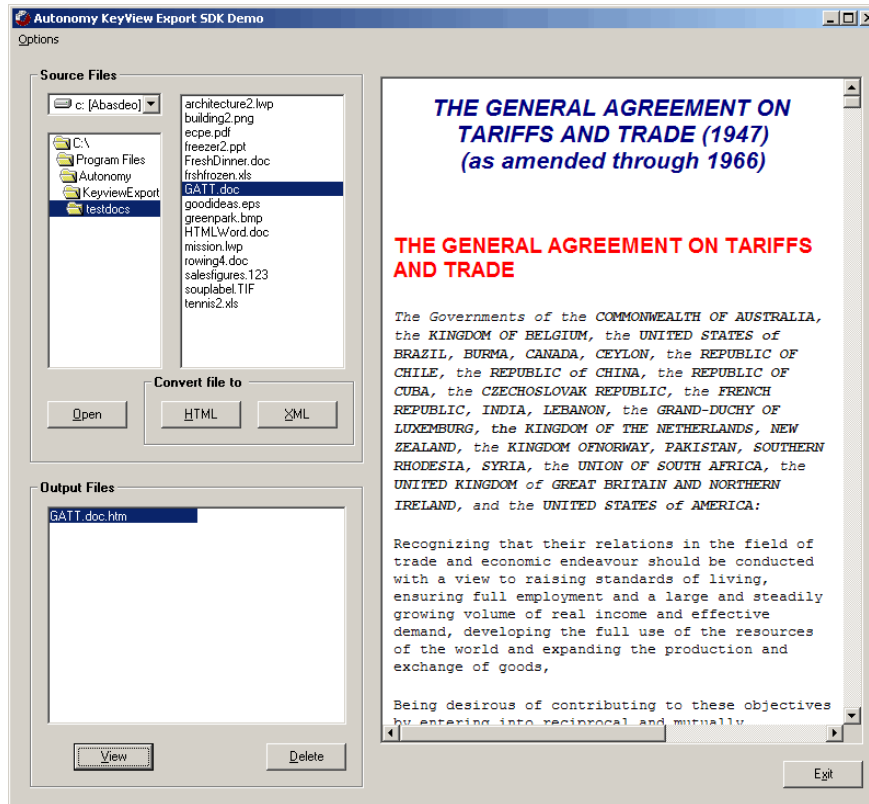 Autonomy KeyView Export SDK Demo
Options
Source Files
c: [Abasdeo]
C:\
Program Files
Autonomy
KeyviewExport
testdocs
architecture2.lwp
building2.png
ecpe.pdf
freezer2.ppt
FreshDinner.doc
frshfrozen.xls
GATT.doc
goodideas.eps
greenpark.bmp
HTMLWord.doc
mission.lwp
rowing4.doc
salesfigures.123
souplabel.TIF
tennis2.xls
Open
Convert file to
HTML
XML
Output Files
GATT.doc.htm
View
Delete
THE GENERAL AGREEMENT ON
TARIFFS AND TRADE (1947)
(as amended through 1966)
THE GENERAL AGREEMENT ON TARIFFS
AND TRADE
The Governments of the COMMONWEALTH OF AUSTRALIA,
the KINGDOM OF BELGIUM, the UNITED STATES of
BRAZIL, BURMA, CANADA, CEYLON, the REPUBLIC OF
CHILE, the REPUBLIC of CHINA, the REPUBLIC OF
CUBA, the CZECHOSLOVAK REPUBLIC, the FRENCH
REPUBLIC, INDIA, LEBANON, the GRAND-DUCHY OF
LUXEMBURG, the KINGDOM OF THE NETHERLANDS, NEW
ZEALAND, the KINGDOM OFNORWAY, PAKISTAN, SOUTHERN
RHODESIA, SYRIA, the UNION OF SOUTH AFRICA, the
UNITED KINGDOM of GREAT BRITAIN AND NORTHERN
IRELAND, and the UNITED STATES of AMERICA:
Recognizing that their relations in the field of
trade and economic endeavour should be conducted
with a view to raising standards of living,
ensuring full employment and a large and steadily
growing volume of real income and effective
demand, developing the full use of the resources
of the world and expanding the production and
exchange of goods,
Being desirous of contributing to these objectives
by entering into reciprocal and mutually
Exit